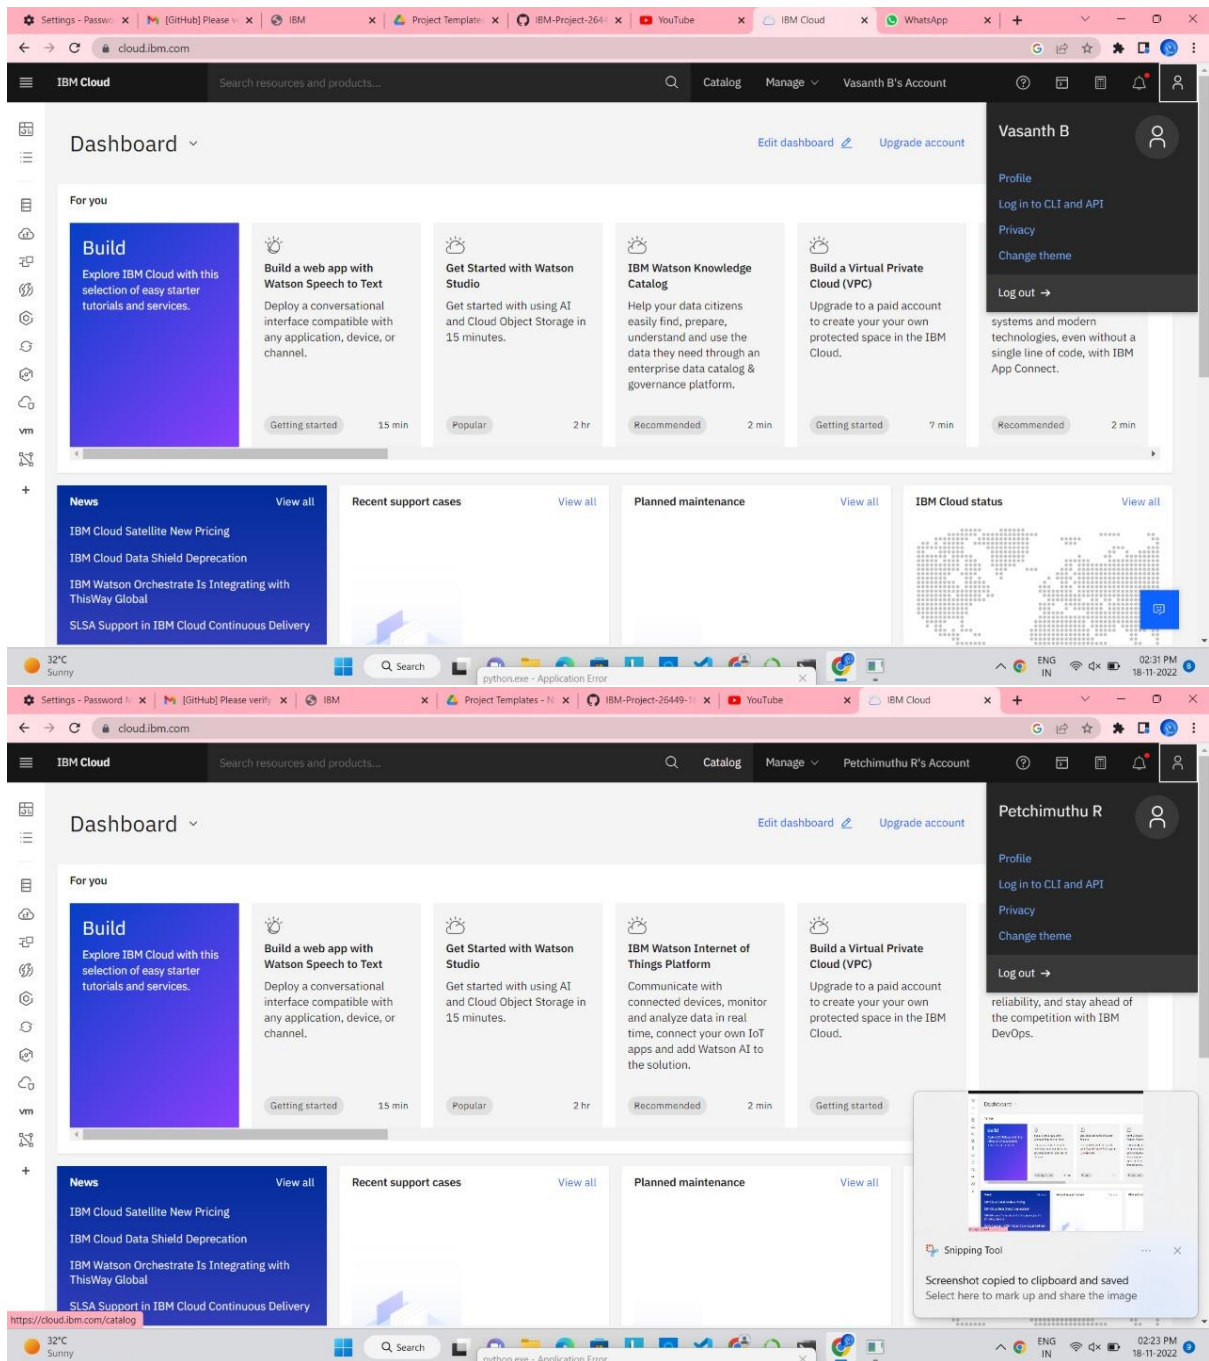 Settings - Passwo
[GitHub] Please v
IBM
Project Templates
IBM-Project-2644
YouTube
IBM Cloud
WhatsApp
cloud.ibm.com
IBM Cloud
Search resources and products...
Catalog
Manage
Vasanth B's Account
Dashboard
Edit dashboard
Upgrade account
Vasanth B
Profile
Log in to CLI and API
Privacy
Change theme
Log out →
For you
Build
Explore IBM Cloud with this
selection of easy starter
tutorials and services.
Build a web app with
Watson Speech to Text
Deploy a conversational
interface compatible with
any application, device, or
channel.
Getting started 15 min
Get Started with Watson
Studio
Get started with using AI
and Cloud Object Storage in
15 minutes.
Popular 2 hr
IBM Watson Knowledge
Catalog
Help your data citizens
easily find, prepare,
understand and use the
data they need through an
enterprise data catalog &
governance platform.
Recommended 2 min
Build a Virtual Private
Cloud (VPC)
Upgrade to a paid account
to create your your own
protected space in the IBM
Cloud.
Getting started 7 min
systems and modern
technologies, even without a
single line of code, with IBM
App Connect.
Recommended 2 min
vm
News View all
IBM Cloud Satellite New Pricing
IBM Cloud Data Shield Deprecation
IBM Watson Orchestrate Is Integrating with
ThisWay Global
SLSA Support in IBM Cloud Continuous Delivery
Recent support cases View all
Planned maintenance View all
IBM Cloud status View all
32°C
Sunny
Search
python.exe - Application Error
ENG
IN
02:31 PM
18-11-2022
Settings - Password
[GitHub] Please verify
IBM
Project Templates - N
IBM-Project-26449-16
YouTube
IBM Cloud
cloud.ibm.com
IBM Cloud
Search resources and products...
Catalog
Manage
Petchimuthu R's Account
Dashboard
Edit dashboard
Upgrade account
Petchimuthu R
Profile
Log in to CLI and API
Privacy
Change theme
Log out →
For you
Build
Explore IBM Cloud with this
selection of easy starter
tutorials and services.
Build a web app with
Watson Speech to Text
Deploy a conversational
interface compatible with
any application, device, or
channel.
Getting started 15 min
Get Started with Watson
Studio
Get started with using AI
and Cloud Object Storage in
15 minutes.
Popular 2 hr
IBM Watson Internet of
Things Platform
Communicate with
connected devices, monitor
and analyze data in real
time, connect your own IoT
apps and add Watson AI to
the solution.
Recommended 2 min
Build a Virtual Private
Cloud (VPC)
Upgrade to a paid account
to create your your own
protected space in the IBM
Cloud.
Getting started
reliability, and stay ahead of
the competition with IBM
DevOps.
vm
News View all
IBM Cloud Satellite New Pricing
IBM Cloud Data Shield Deprecation
IBM Watson Orchestrate Is Integrating with
ThisWay Global
SLSA Support in IBM Cloud Continuous Delivery
Recent support cases View all
Planned maintenance View all
Dashboard
Build
Snipping Tool
Screenshot copied to clipboard and saved
Select here to mark up and share the image
https://cloud.ibm.com/catalog
32°C
Sunny
Search
python.exe - Application Error
ENG
IN
02:23 PM
18-11-2022